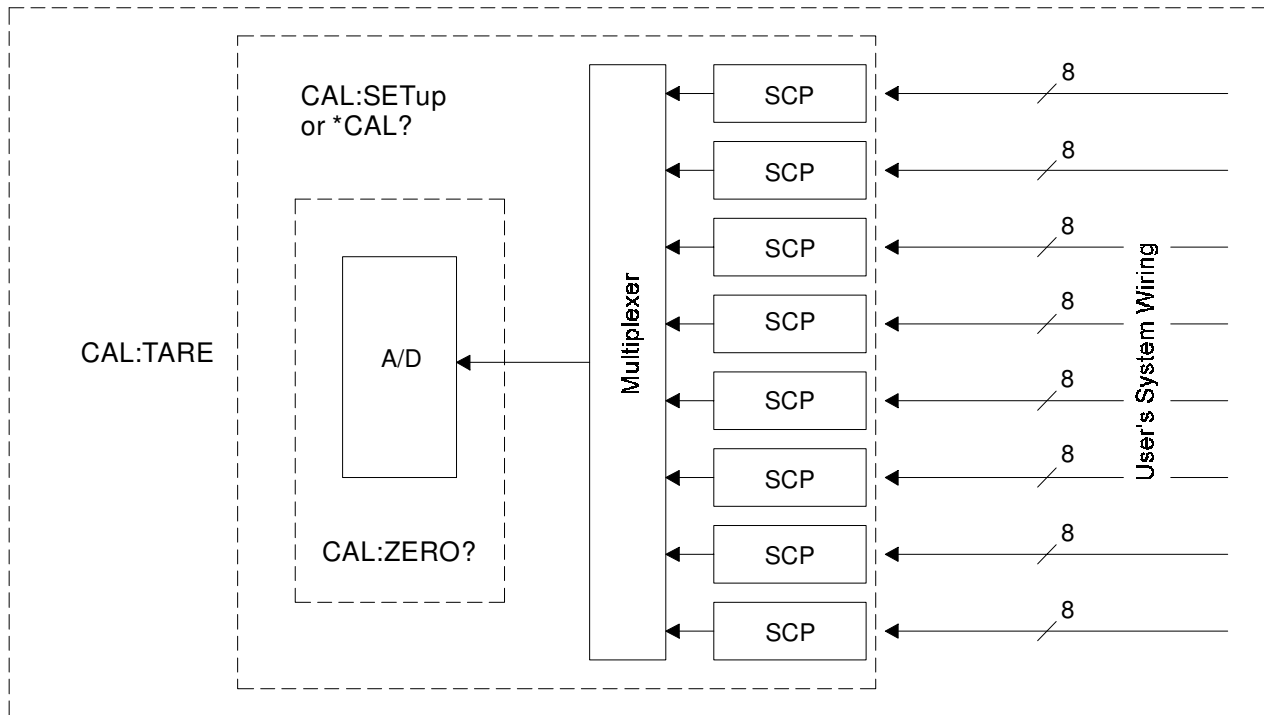 CAL:SETup
or *CAL?
CAL:TARE
A/D
CAL:ZERO?
Multiplexer
SCP
8
SCP
8
SCP
8
SCP
8
SCP
8
SCP
8
SCP
8
SCP
8
User's System Wiring